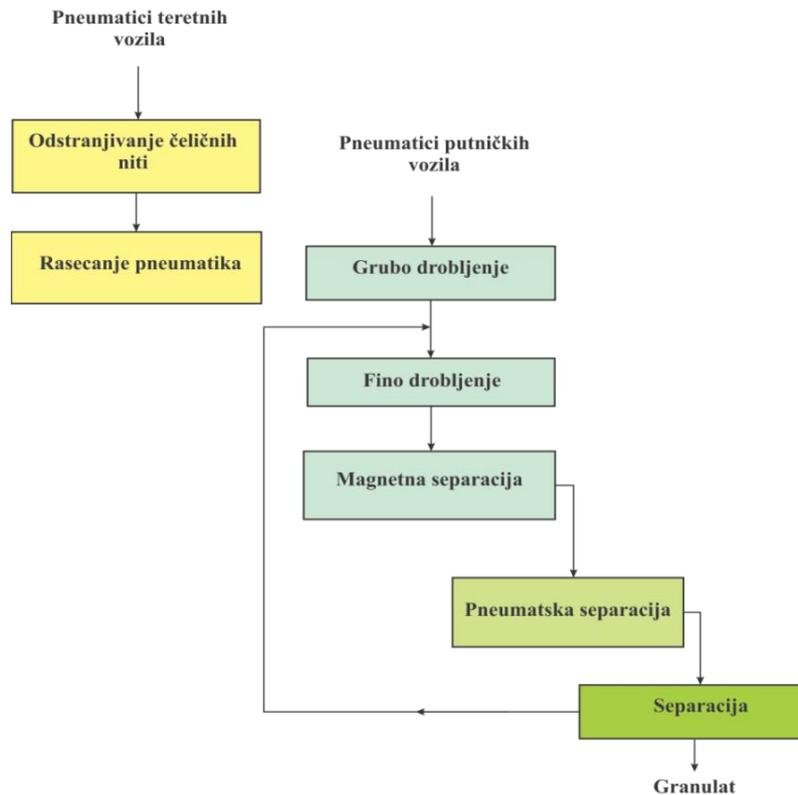 Pneumatici teretnih
vozila
Odstranjivanje čeličnih
niti
Rasecanje pneumatika
Pneumatici putničkih
vozila
Grubo drobljenje
Fino drobljenje
Magnetna separacija
Pneumatska separacija
Separacija
Granulat